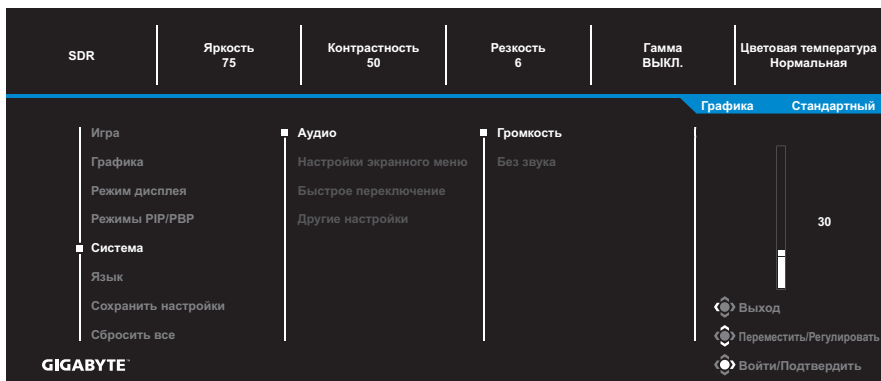 SDR
Яркость
75
Контрастность
50
Резкость
6
Гамма
ВЫКЛ.
Цветовая температура
Нормальная
Графика Стандартный
Игра
Графика
Режим дисплея
Режимы PIP/PBP
Система
Язык
Сохранить настройки
Сбросить все
Аудио
Настройки экранного меню
Быстрое переключение
Другие настройки
Громкость
Без звука
30
Выход
Переместить/Регулировать
Войти/Подтвердить
GIGABYTE™